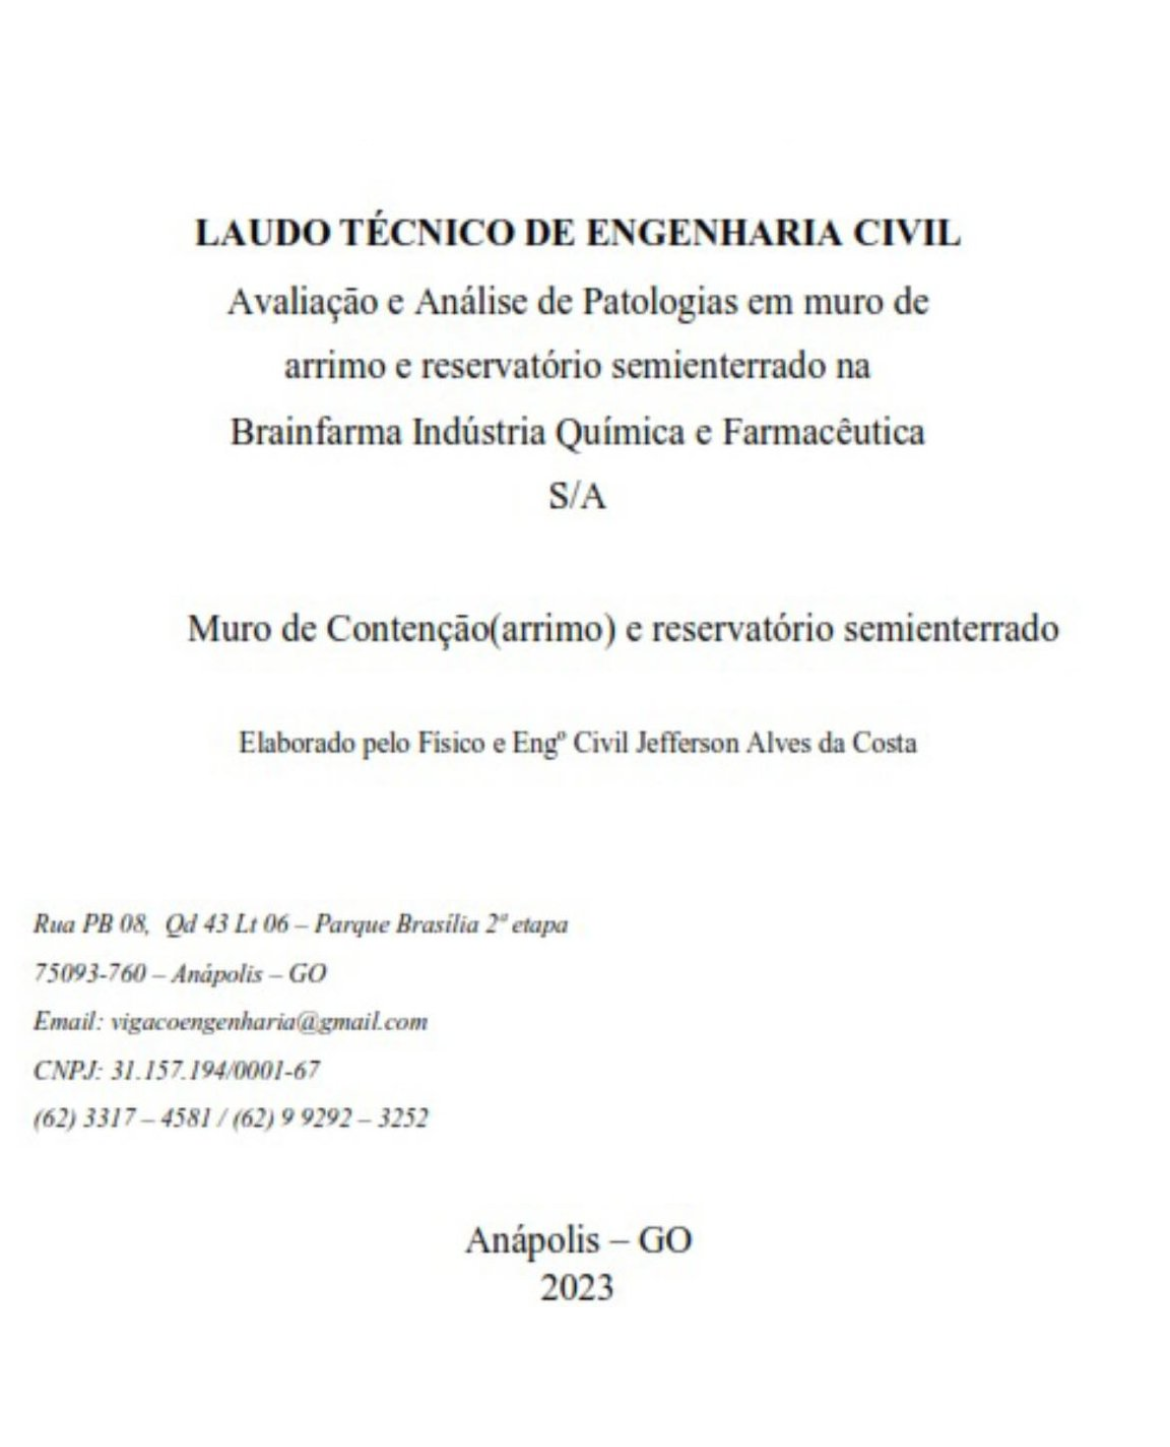 LAUDO TÉCNICO DE ENGENHARIA CIVIL
Avaliação e Análise de Patologias em muro de
arrimo e reservatório semienterrado na
Brainfarma Indústria Química e Farmacêutica
S/A
Muro de Contenção(arrimo) e reservatório semienterrado
Elaborado pelo Físico e Engº Civil Jefferson Alves da Costa
Rua PB 08, Qd 43 Lt 06 – Parque Brasília 2ª etapa
75093-760 – Anápolis – GO
Email: vigacoengenharia@gmail.com
CNPJ: 31.157.194/0001-67
(62) 3317 – 4581 / (62) 9 9292 – 3252
Anápolis – GO
2023